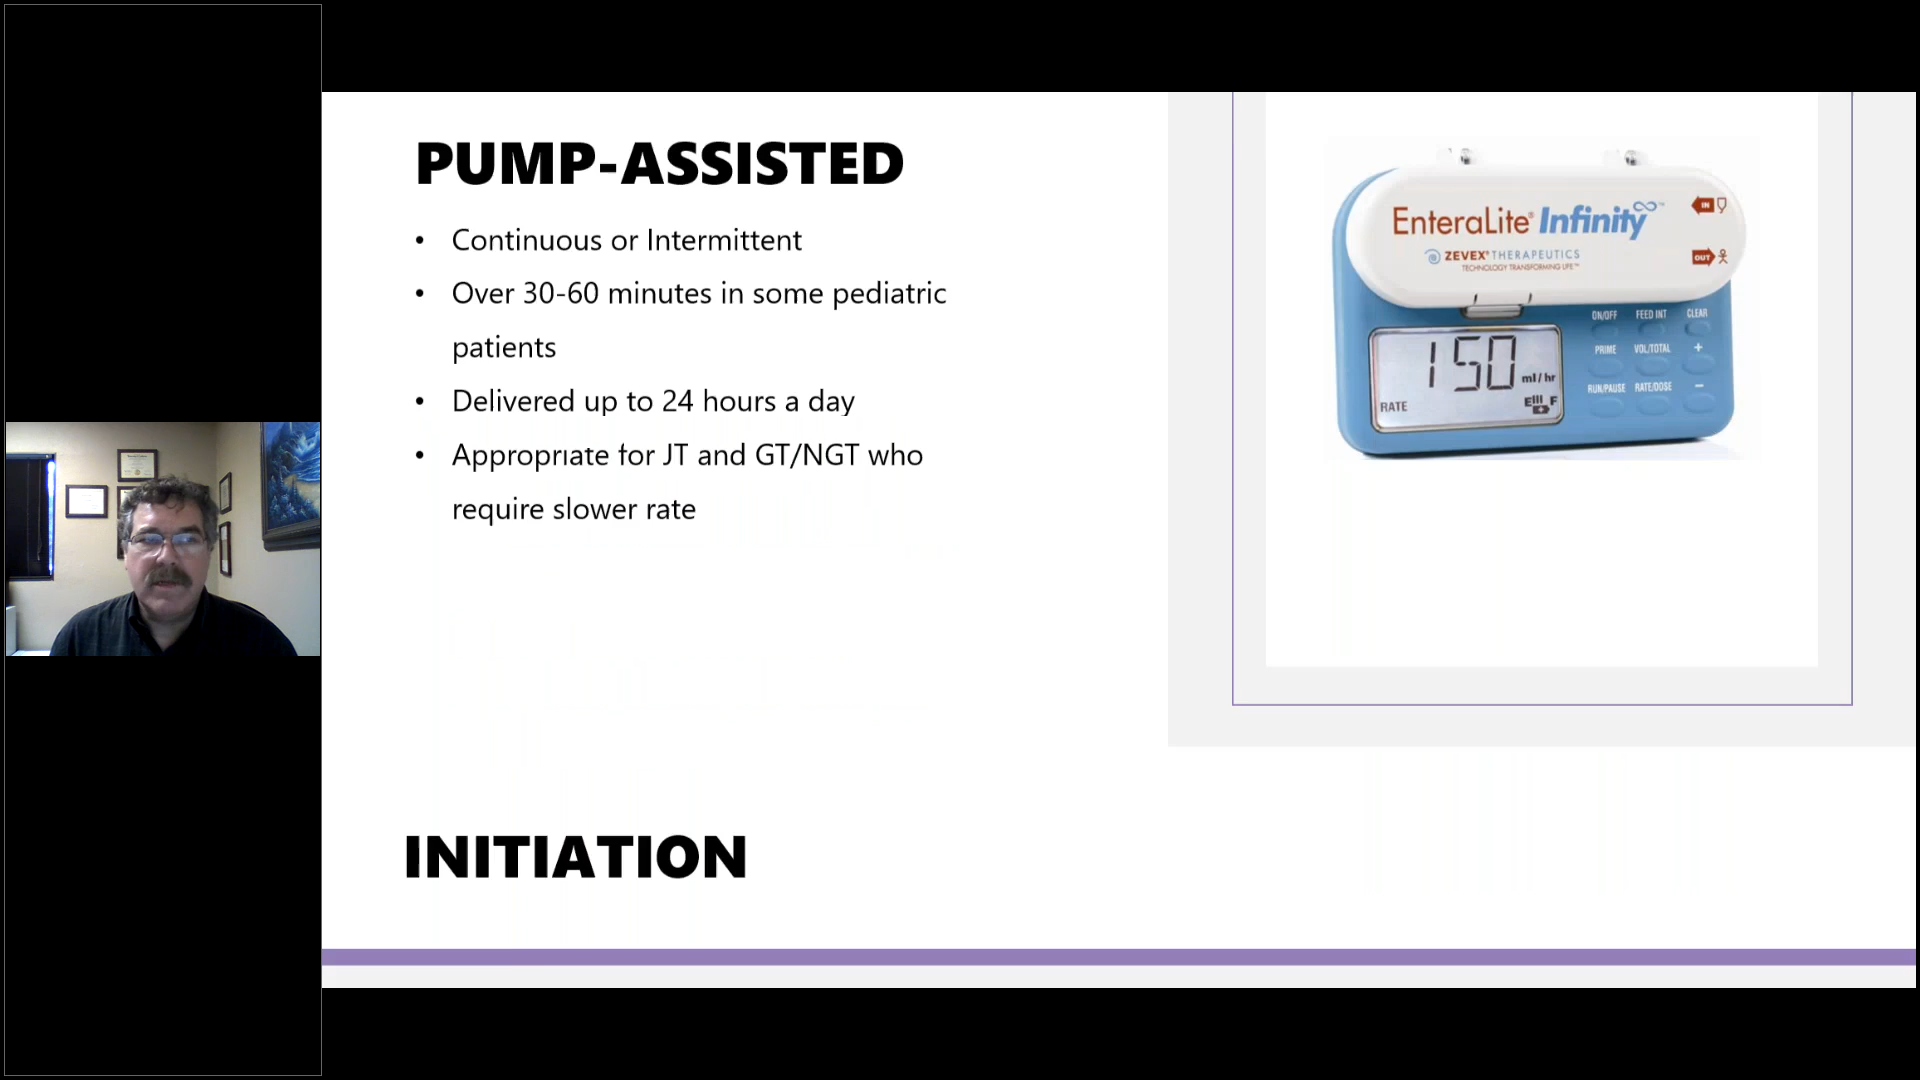 PUMP-ASSISTED
• Continuous or Intermittent
• Over 30-60 minutes in some pediatric
patients
• Delivered up to 24 hours a day
• Appropriate for JT and GT/NGT who
require slower rate
EnteraLite® Infinity™
IN
ZEVEX® THERAPEUTICS
TECHNOLOGY TRANSFORMING LIFE™
OUT
ON/OFF FEED INT CLEAR
PRIME VOL/TOTAL +
RUN/PAUSE RATE/DOSE −
150 ml/hr
RATE E F
INITIATION